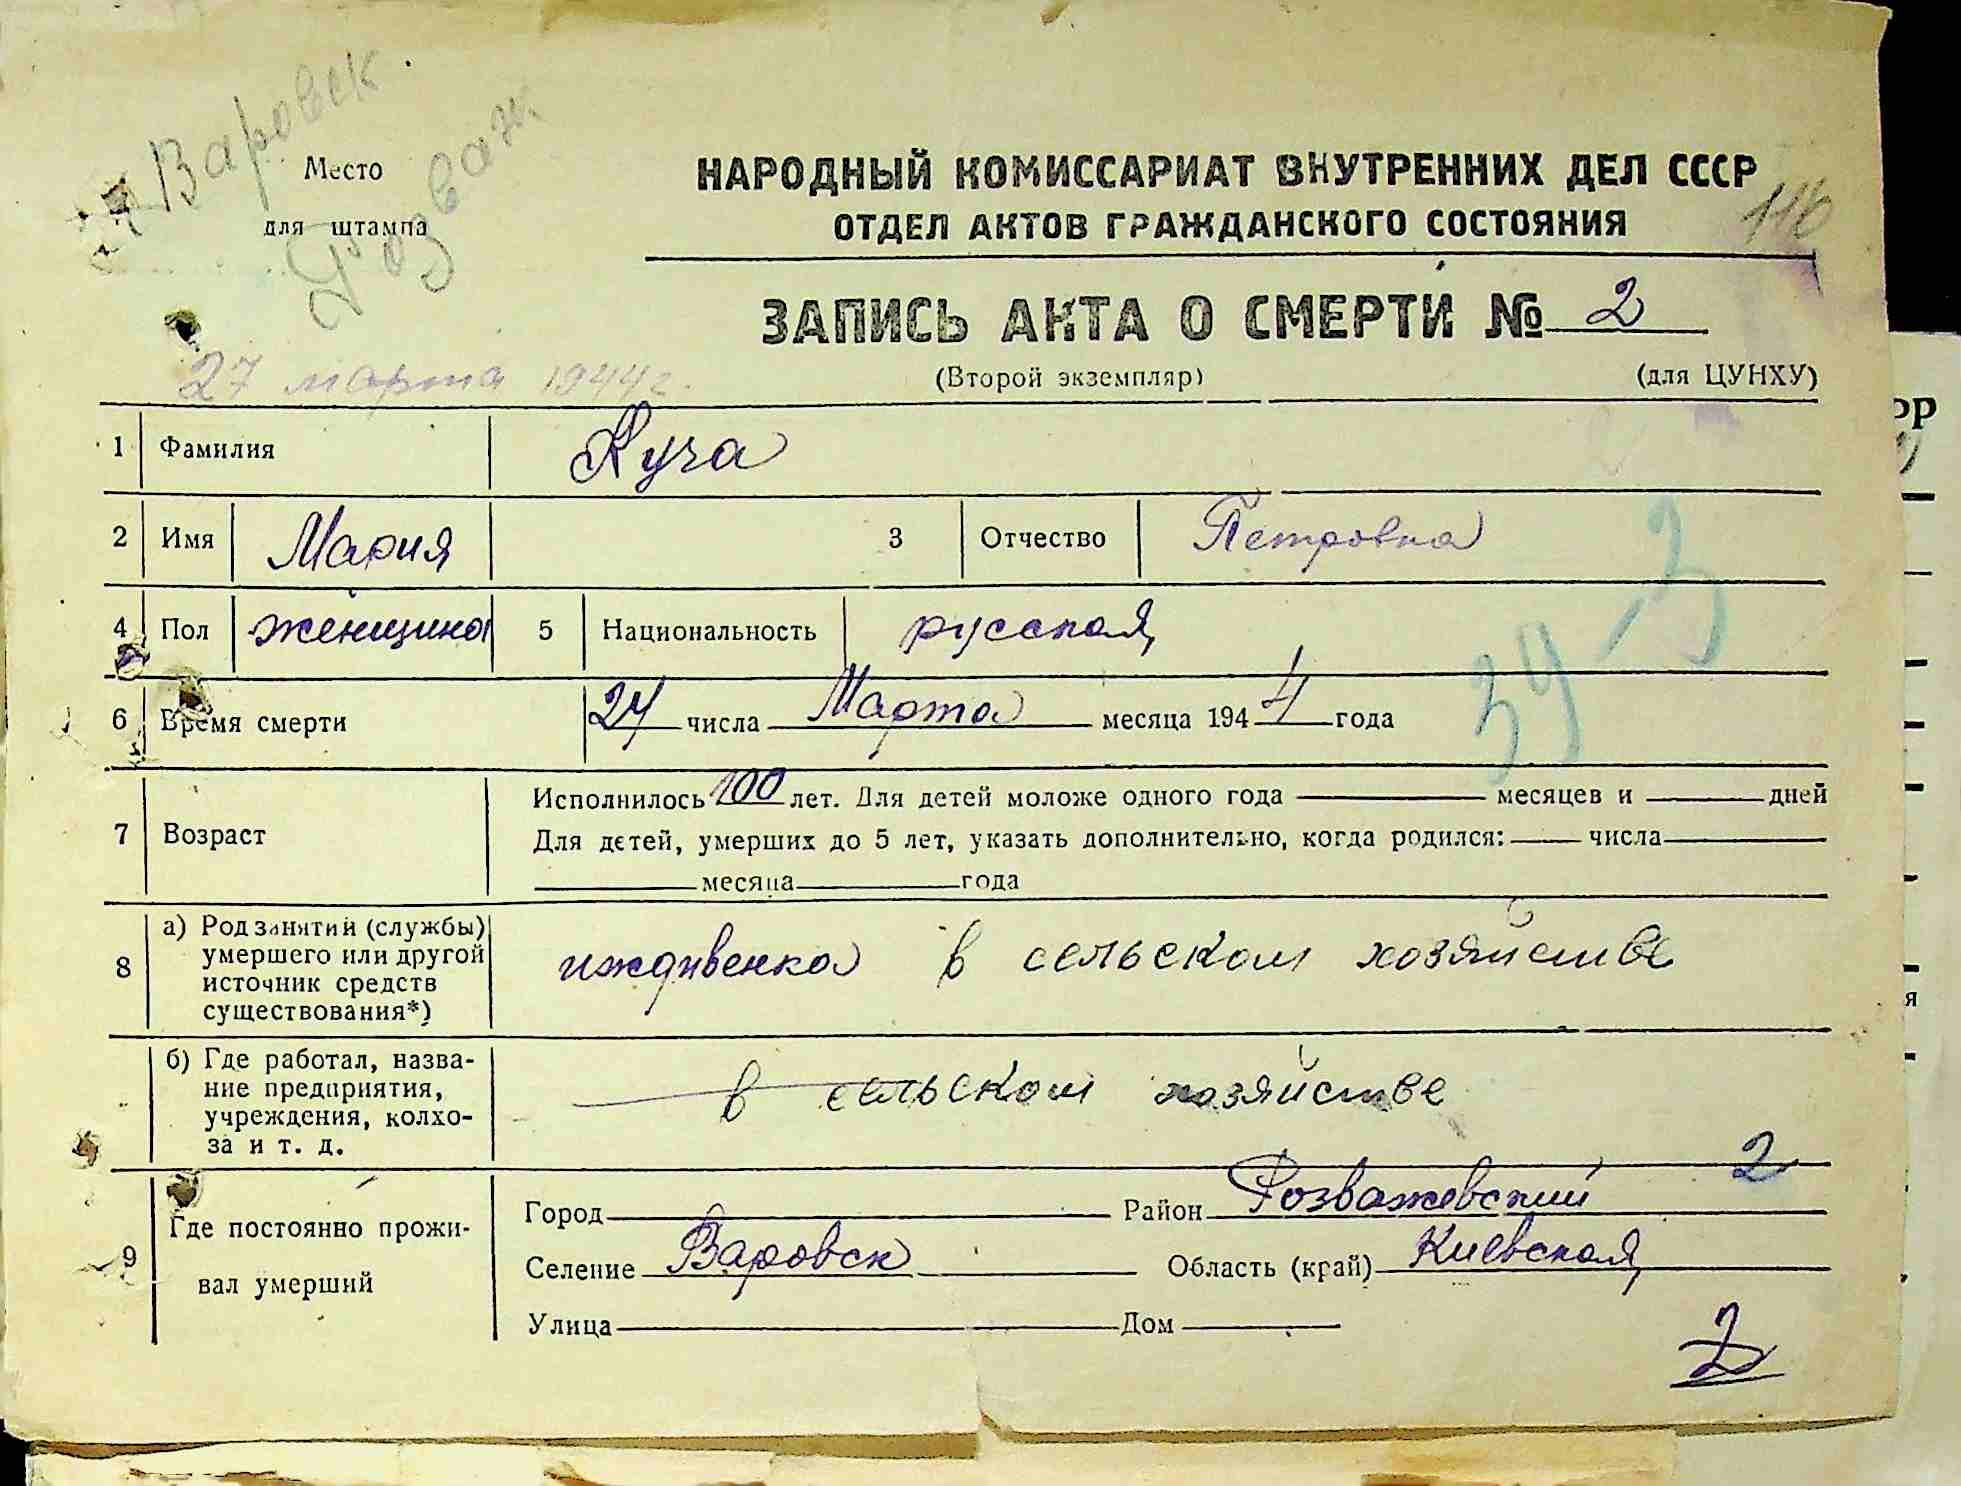 Варовск
Розваж
Место
для штампа
НАРОДНЫЙ КОМИССАРИАТ ВНУТРЕННИХ ДЕЛ СССР
ОТДЕЛ АКТОВ ГРАЖДАНСКОГО СОСТОЯНИЯ
116
ЗАПИСЬ АКТА О СМЕРТИ № 2
27 марта 1944 г.
(Второй экземпляр) (для ЦУНХУ)
1 Фамилия Куча
2 Имя Мария 3 Отчество Петровна
4 Пол женщина 5 Национальность русская
6 Время смерти 24 числа Марта месяца 1944 года
39-3
7 Возраст
Исполнилось 100 лет. Для детей моложе одного года месяцев и дней
Для детей, умерших до 5 лет, указать дополнительно, когда родился: числа
месяца года
8 а) Род занятий (службы) умершего или другой источник средств существования*)
иждивенка в сельском хозяйстве
б) Где работал, название предприятия, учреждения, колхоза и т. д.
в сельском хозяйстве
2
9 Где постоянно проживал умерший
Город Район Розважевский
Селение Варовск Область (край) Киевская
Улица Дом
2